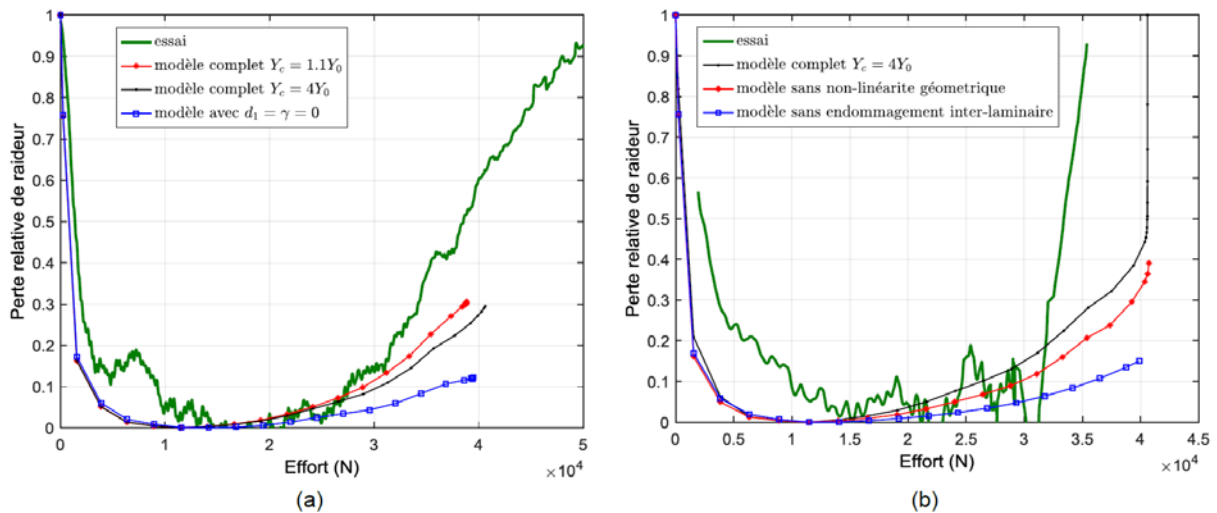 essai
modèle complet Y_c = 1.1Y_0
modèle complet Y_c = 4Y_0
modèle avec d_1 = γ = 0
Perte relative de raideur
1
0.9
0.8
0.7
0.6
0.5
0.4
0.3
0.2
0.1
0
0 1 2 3 4 5
Effort (N)
×10^4
(a)
essai
modèle complet Y_c = 4Y_0
modèle sans non-linéarite géometrique
modèle sans endommagement inter-laminaire
Perte relative de raideur
1
0.9
0.8
0.7
0.6
0.5
0.4
0.3
0.2
0.1
0
0 0.5 1 1.5 2 2.5 3 3.5 4 4.5
Effort (N)
×10^4
(b)